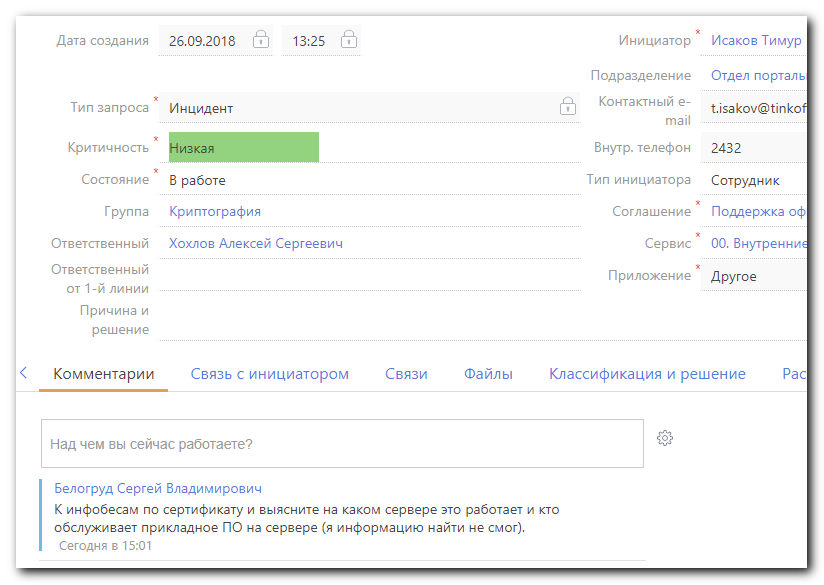 Дата создания 26.09.2018 13:25
Инициатор * Исаков Тимур
Подразделение Отдел порталь
Тип запроса * Инцидент
Контактный e-
mail t.isakov@tinkof
Критичность * Низкая
Внутр. телефон 2432
Состояние * В работе
Тип инициатора Сотрудник
Группа Криптография
Соглашение * Поддержка оф
Ответственный Хохлов Алексей Сергеевич
Сервис * 00. Внутренние
Ответственный
от 1-й линии
Приложение * Другое
Причина и
решение
Комментарии Связь с инициатором Связи Файлы Классификация и решение Рас
Над чем вы сейчас работаете?
Белогруд Сергей Владимирович
К инфобесам по сертификату и выясните на каком сервере это работает и кто
обслуживает прикладное ПО на сервере (я информацию найти не смог).
Сегодня в 15:01